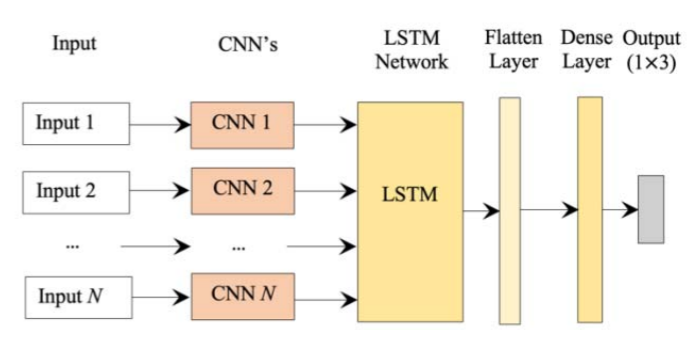 Input
CNN's
LSTM
Network
Flatten
Layer
Dense
Layer
Output
(1×3)
Input 1
CNN 1
Input 2
CNN 2
LSTM
...
...
Input N
CNN N